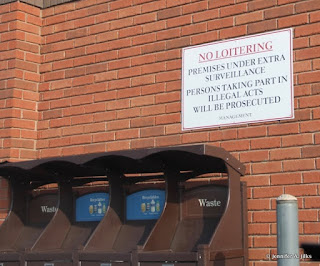 NO LOITERING
PREMISES UNDER EXTRA
SURVEILLANCE
PERSONS TAKING PART IN
ILLEGAL ACTS
WILL BE PROSECUTED
MANAGEMENT
Waste
Waste